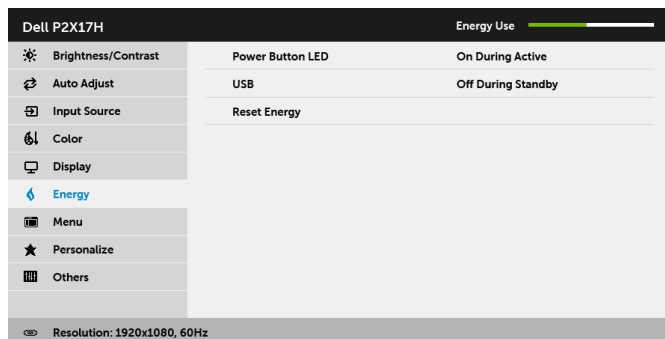 Dell P2X17H Energy Use
Brightness/Contrast Power Button LED On During Active
Auto Adjust USB Off During Standby
Input Source Reset Energy
Color
Display
Energy
Menu
Personalize
Others
Resolution: 1920x1080, 60Hz